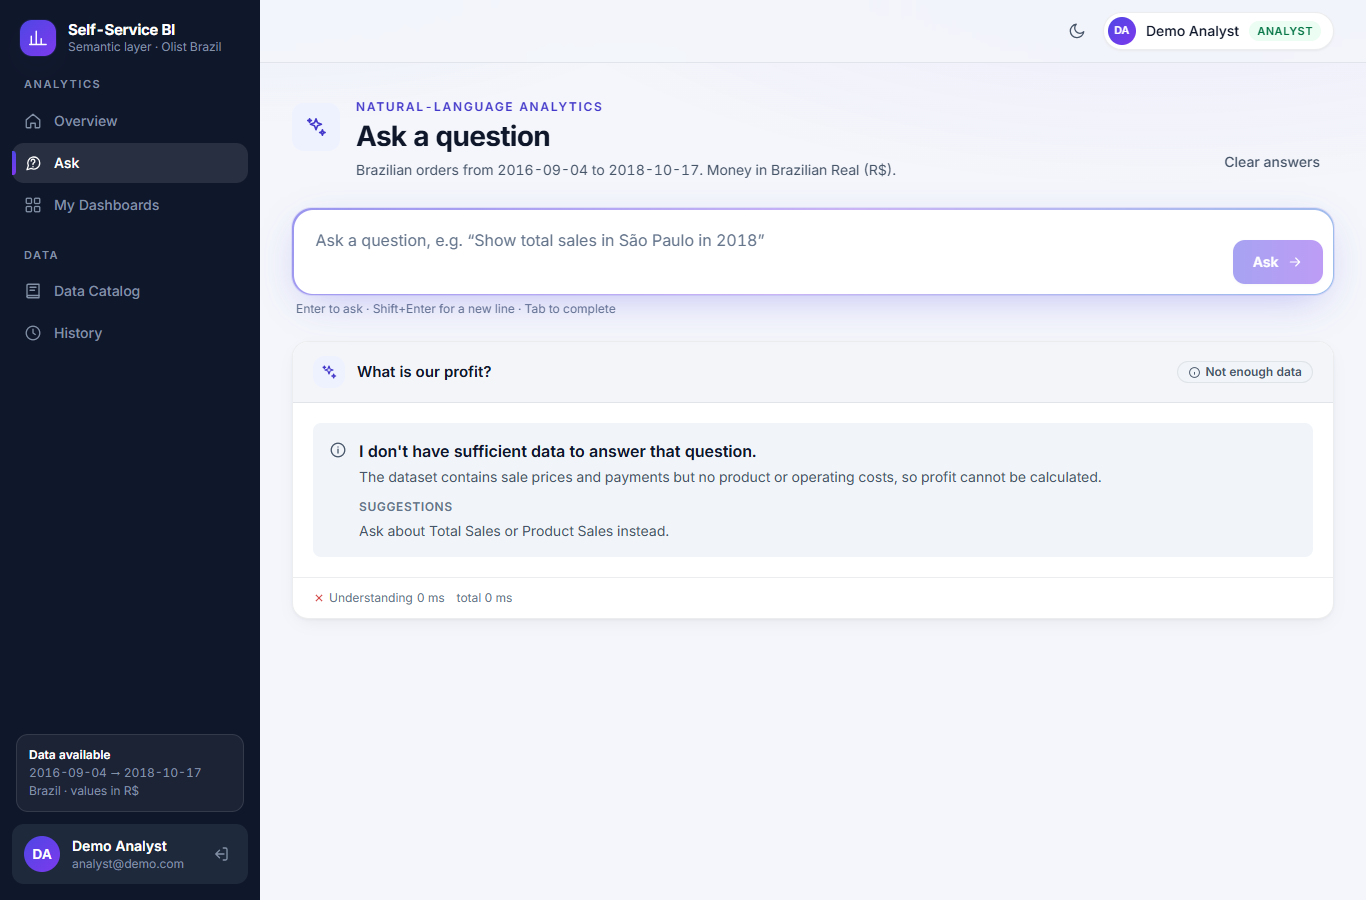 Self-Service BI
Semantic layer · Olist Brazil
ANALYTICS
Overview
Ask
My Dashboards
DATA
Data Catalog
History
Data available
2016-09-04 → 2018-10-17
Brazil · values in R$
DA
Demo Analyst
analyst@demo.com
DA
Demo Analyst
ANALYST
NATURAL-LANGUAGE ANALYTICS
Ask a question
Brazilian orders from 2016-09-04 to 2018-10-17. Money in Brazilian Real (R$).
Clear answers
Ask a question, e.g. “Show total sales in São Paulo in 2018”
Ask →
Enter to ask · Shift+Enter for a new line · Tab to complete
What is our profit?
Not enough data
I don't have sufficient data to answer that question.
The dataset contains sale prices and payments but no product or operating costs, so profit cannot be calculated.
SUGGESTIONS
Ask about Total Sales or Product Sales instead.
× Understanding 0 ms total 0 ms